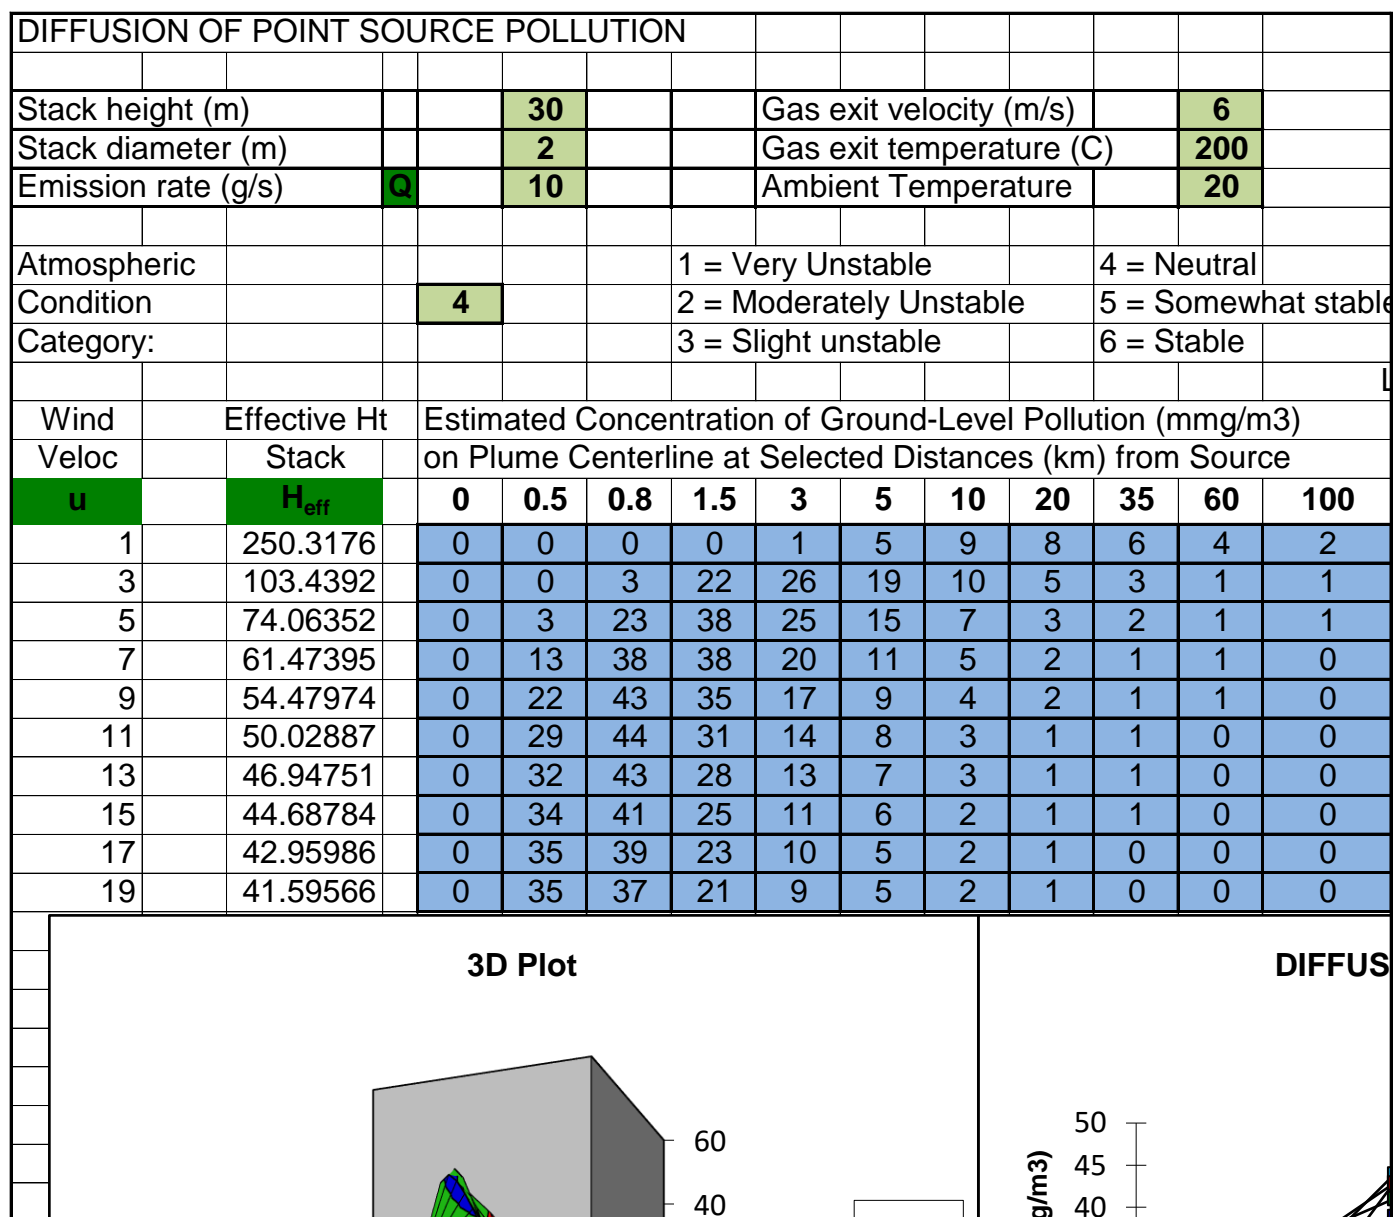 DIFFUSION OF POINT SOURCE POLLUTION
Stack height (m) 30 Gas exit velocity (m/s) 6
Stack diameter (m) 2 Gas exit temperature (C) 200
Emission rate (g/s) Q 10 Ambient Temperature 20
Atmospheric 1 = Very Unstable 4 = Neutral
Condition 4 2 = Moderately Unstable 5 = Somewhat stable
Category: 3 = Slight unstable 6 = Stable
L
Wind Effective Ht Estimated Concentration of Ground-Level Pollution (mmg/m3)
Veloc Stack on Plume Centerline at Selected Distances (km) from Source
u Heff 0 0.5 0.8 1.5 3 5 10 20 35 60 100
1 250.3176 0 0 0 0 1 5 9 8 6 4 2
3 103.4392 0 0 3 22 26 19 10 5 3 1 1
5 74.06352 0 3 23 38 25 15 7 3 2 1 1
7 61.47395 0 13 38 38 20 11 5 2 1 1 0
9 54.47974 0 22 43 35 17 9 4 2 1 1 0
11 50.02887 0 29 44 31 14 8 3 1 1 0 0
13 46.94751 0 32 43 28 13 7 3 1 1 0 0
15 44.68784 0 34 41 25 11 6 2 1 1 0 0
17 42.95986 0 35 39 23 10 5 2 1 0 0 0
19 41.59566 0 35 37 21 9 5 2 1 0 0 0
3D Plot
60
40
DIFFUS
50
45
40
g/m3)